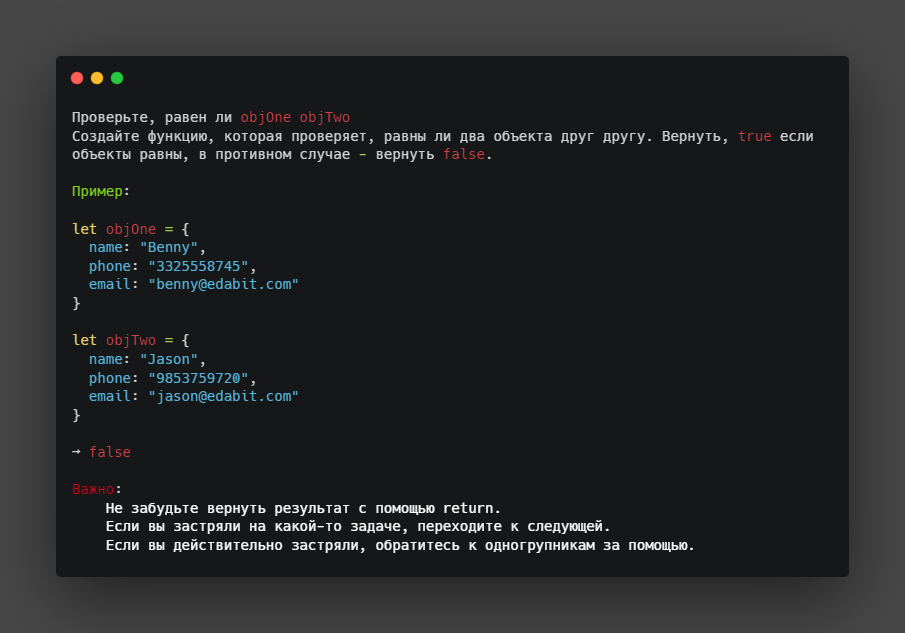 Проверьте, равен ли objOne objTwo
Создайте функцию, которая проверяет, равны ли два объекта друг другу. Вернуть, true если
объекты равны, в противном случае - вернуть false.
Пример:
let objOne = {
name: "Benny",
phone: "3325558745",
email: "benny@edabit.com"
}
let objTwo = {
name: "Jason",
phone: "9853759720",
email: "jason@edabit.com"
}
→ false
Важно:
Не забудьте вернуть результат с помощью return.
Если вы застряли на какой-то задаче, переходите к следующей.
Если вы действительно застряли, обратитесь к одногрупникам за помощью.